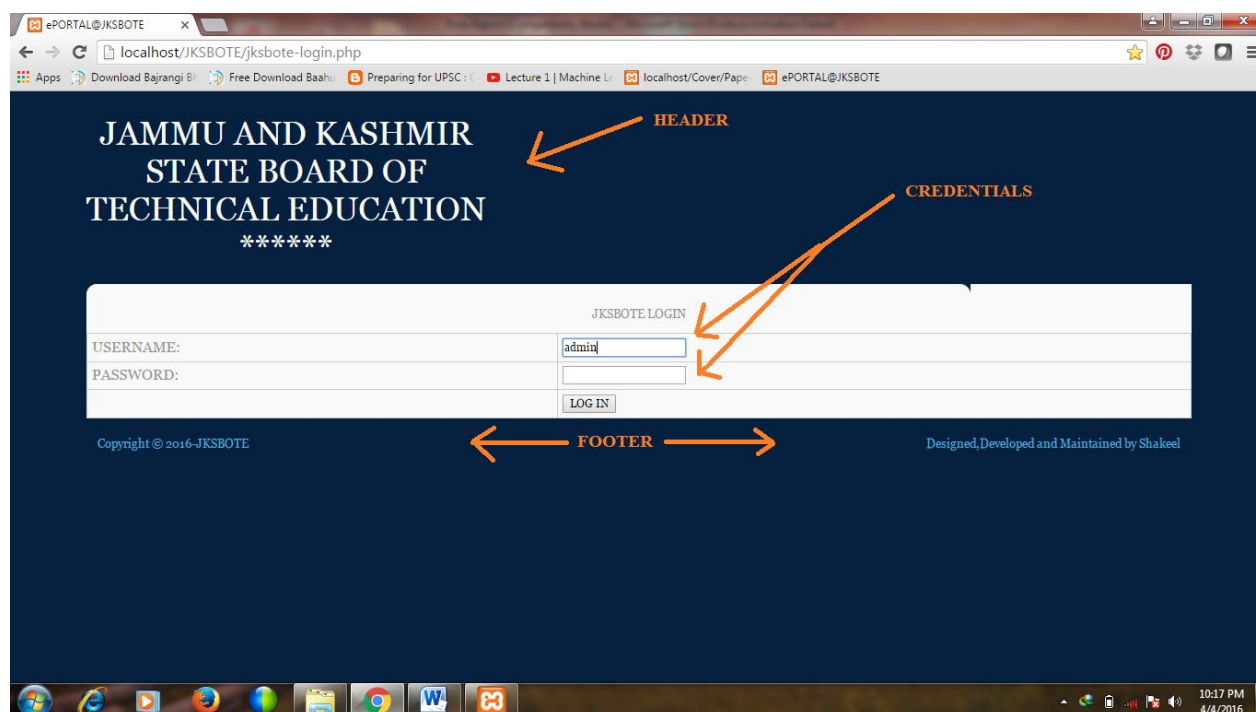 ePORTAL@JKSBOTE
localhost/JKSBOTE/jksbote-login.php
Apps Download Bajrangi Bh Free Download Baahu Preparing for UPSC : C Lecture 1 | Machine Le localhost/Cover/Pape ePORTAL@JKSBOTE
HEADER
JAMMU AND KASHMIR
STATE BOARD OF
TECHNICAL EDUCATION
******
CREDENTIALS
JKSBOTE LOGIN
USERNAME: admin
PASSWORD:
LOG IN
Copyright © 2016-JKSBOTE FOOTER Designed,Developed and Maintained by Shakeel
10:17 PM
4/4/2016